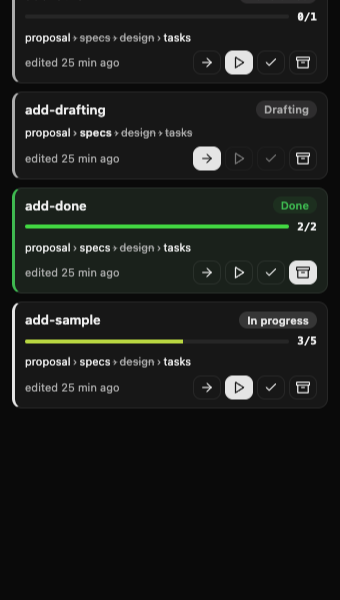 0/1
proposal › specs › design › tasks
edited 25 min ago
add-drafting Drafting
proposal › specs › design › tasks
edited 25 min ago
add-done Done
2/2
proposal › specs › design › tasks
edited 25 min ago
add-sample In progress
3/5
proposal › specs › design › tasks
edited 25 min ago